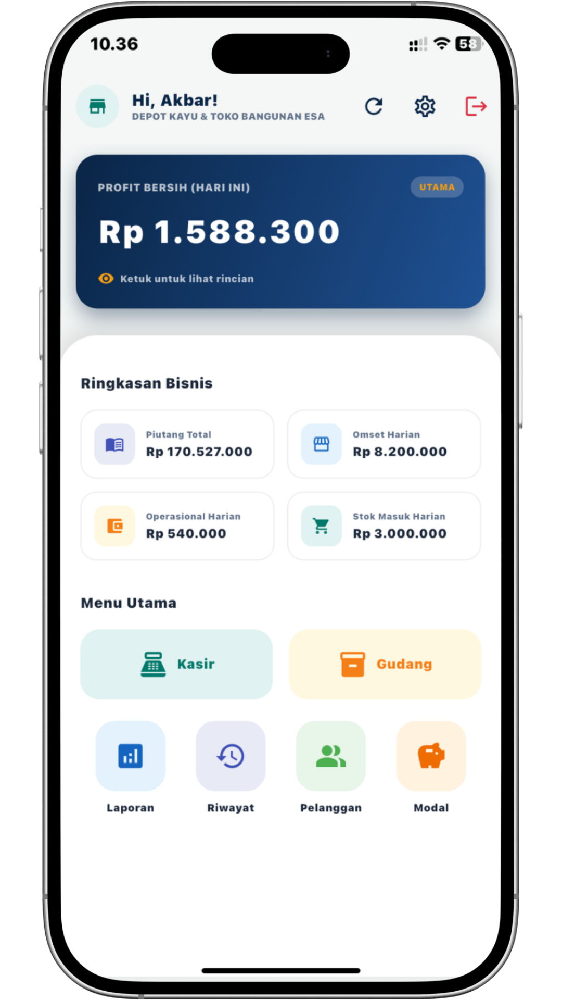 10.36
58
Hi, Akbar!
DEPOT KAYU & TOKO BANGUNAN ESA
PROFIT BERSIH (HARI INI)
UTAMA
Rp 1.588.300
Ketuk untuk lihat rincian
Ringkasan Bisnis
Piutang Total
Rp 170.527.000
Omset Harian
Rp 8.200.000
Operasional Harian
Rp 540.000
Stok Masuk Harian
Rp 3.000.000
Menu Utama
Kasir
Gudang
Laporan
Riwayat
Pelanggan
Modal